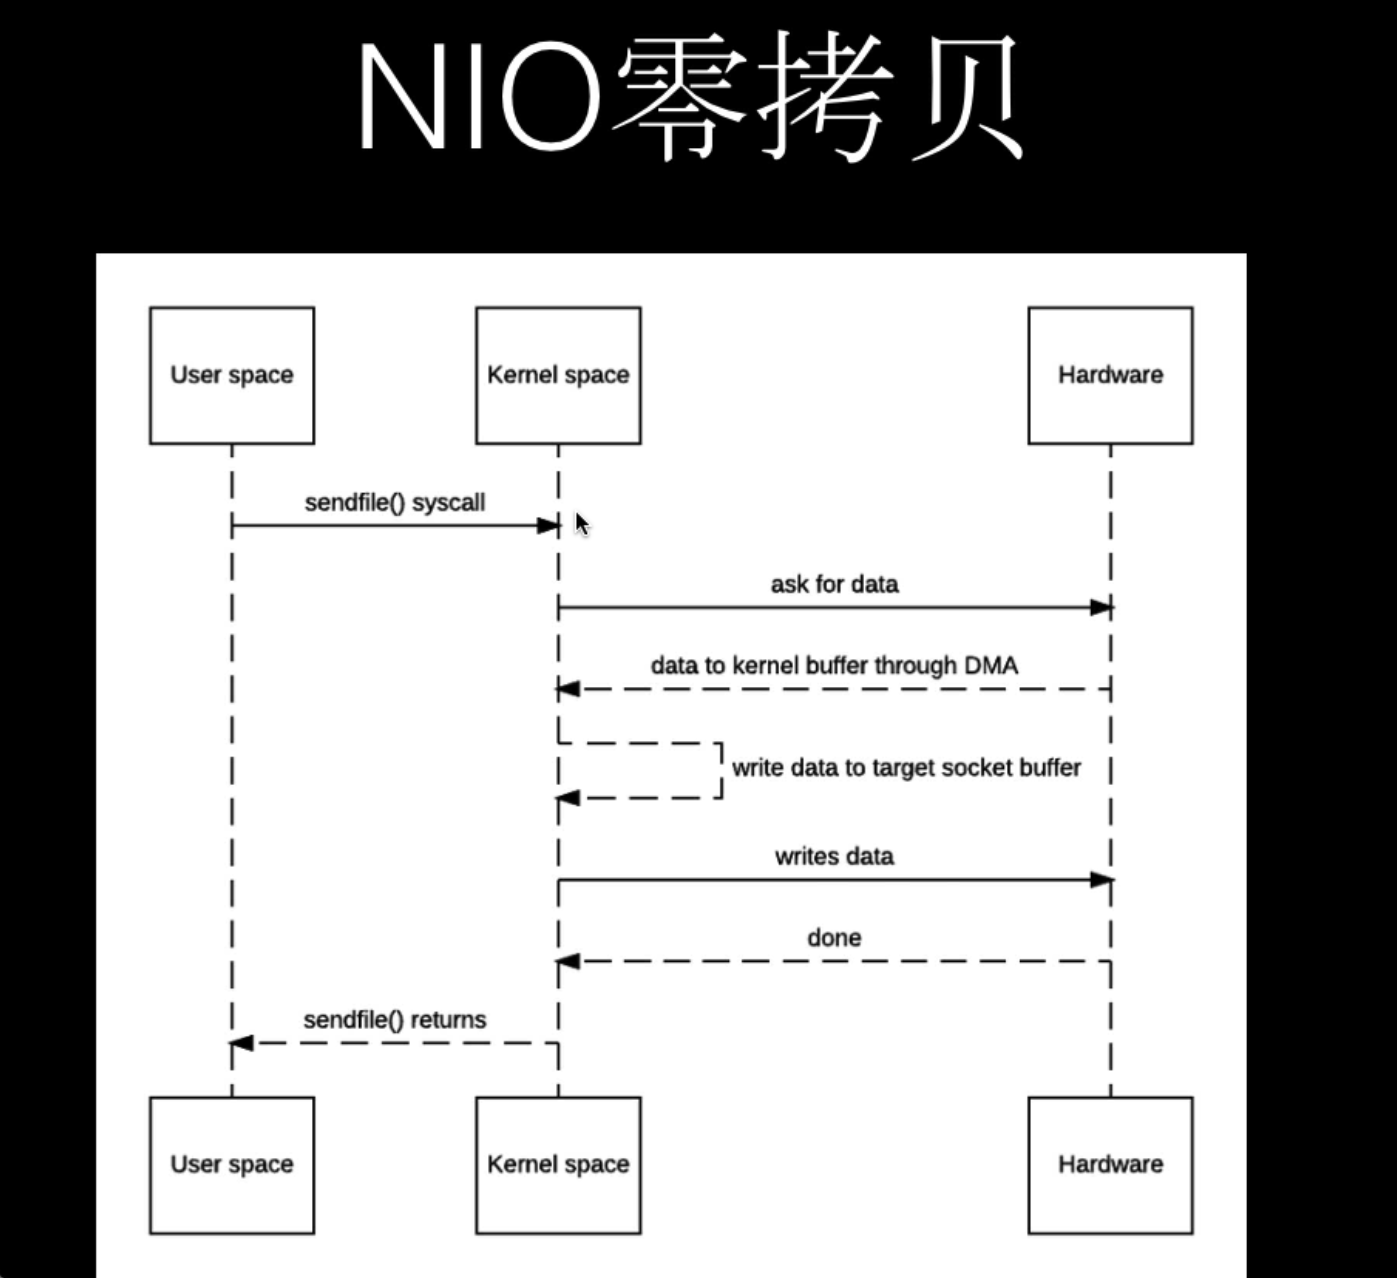 NIO零拷贝
User space
Kernel space
Hardware
sendfile() syscall
ask for data
data to kernel buffer through DMA
write data to target socket buffer
writes data
done
sendfile() returns
User space
Kernel space
Hardware